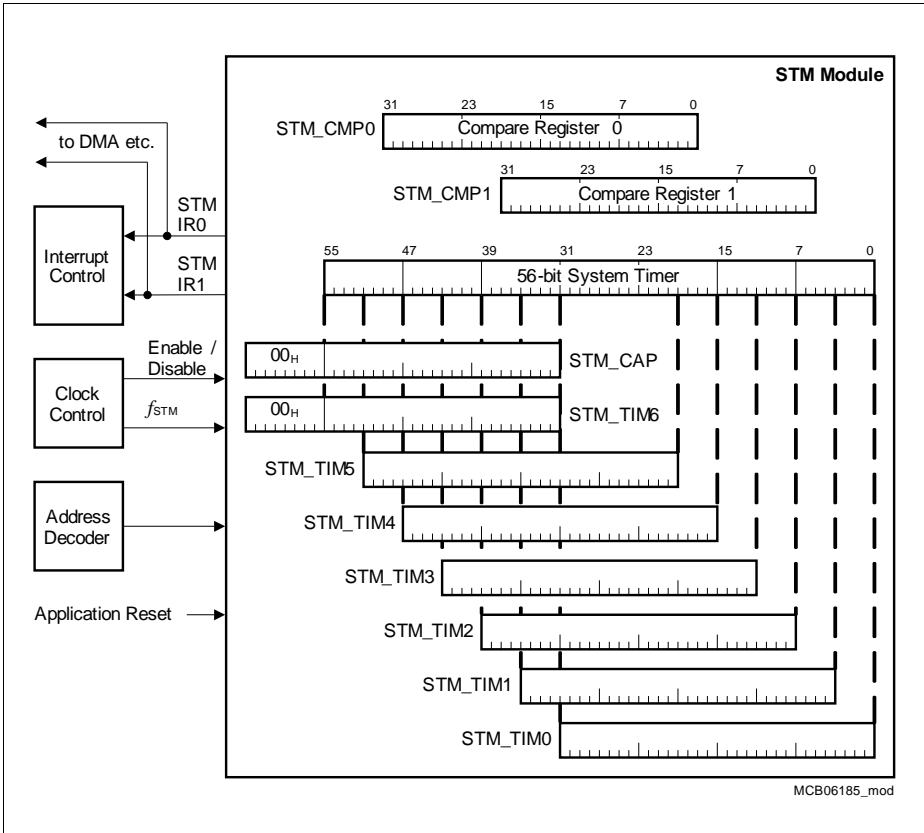 STM Module
31 23 15 7 0
STM_CMP0 Compare Register 0
to DMA etc.
31 23 15 7 0
STM_CMP1 Compare Register 1
STM
IR0
Interrupt
Control
STM
IR1
55 47 39 31 23 15 7 0
56-bit System Timer
Enable /
Disable
00H STM_CAP
Clock
Control
fSTM
00H STM_TIM6
STM_TIM5
Address
Decoder
STM_TIM4
STM_TIM3
Application Reset
STM_TIM2
STM_TIM1
STM_TIM0
MCB06185_mod